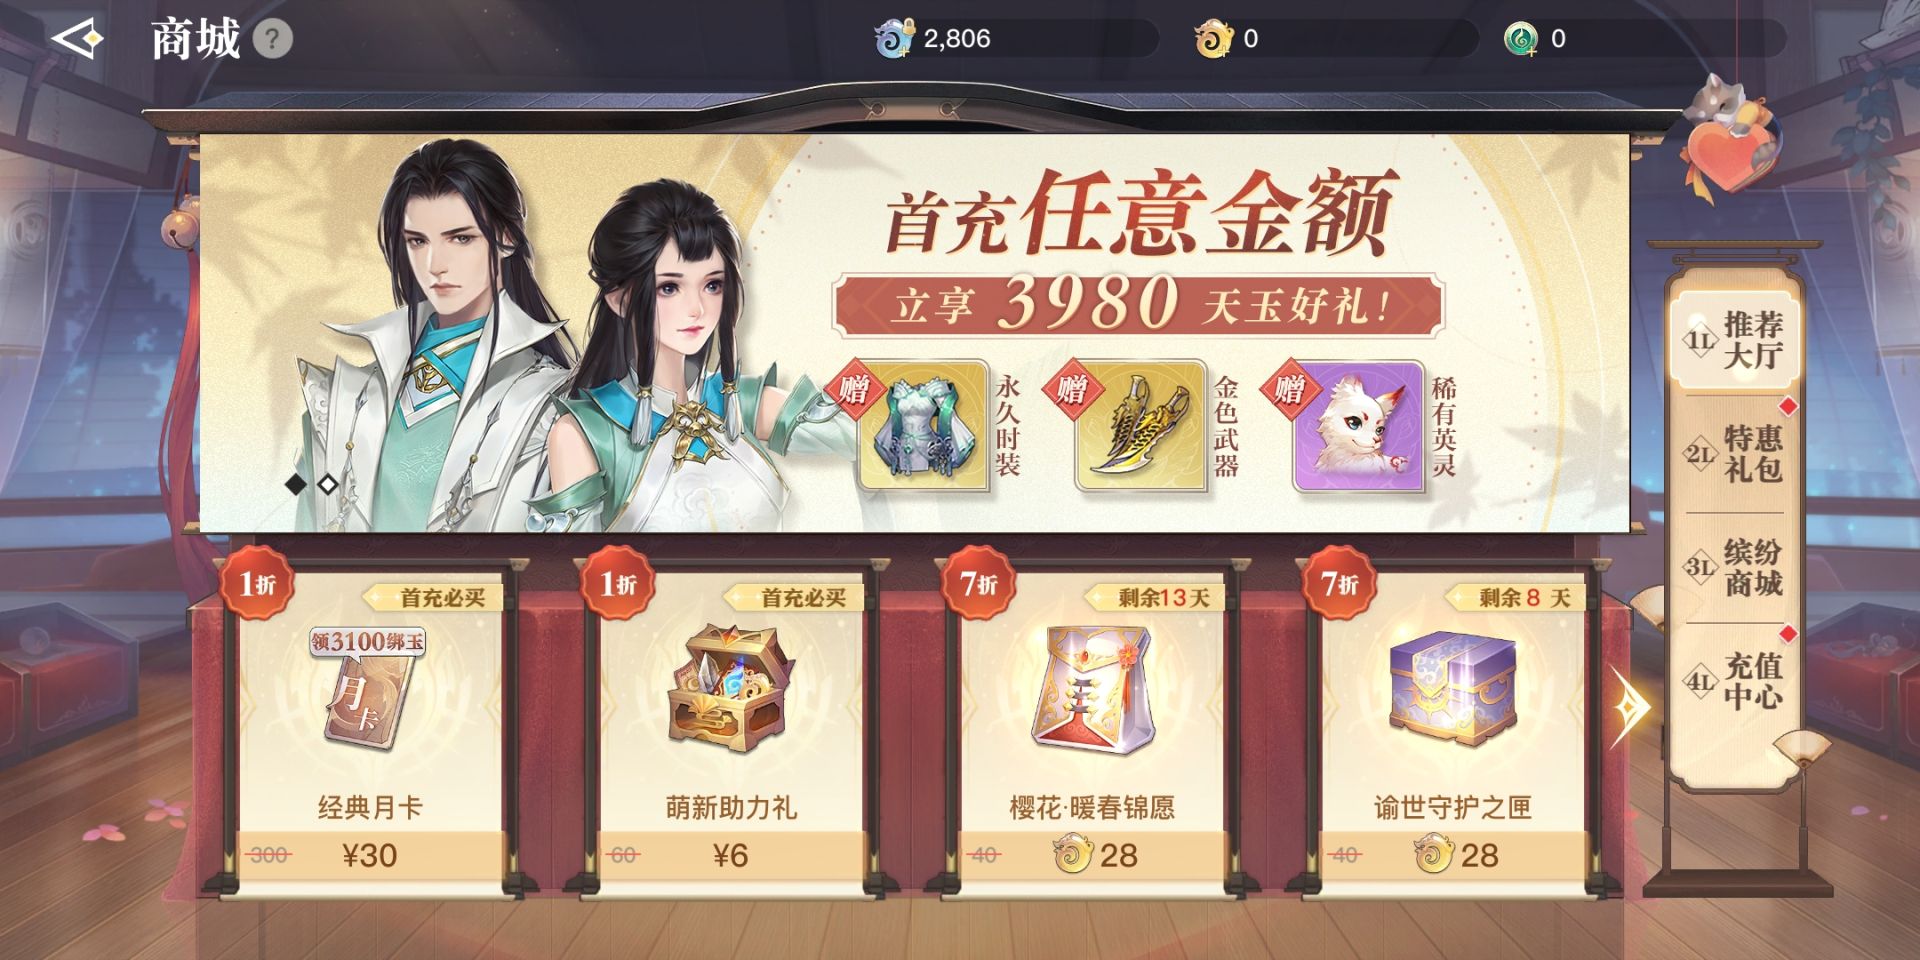 商城
?
2,806
0
0
首充任意金额
立享 3980 天玉好礼!
赠
永久时装
赠
金色武器
赠
稀有英灵
1L 推荐大厅
2L 特惠礼包
3L 缤纷商城
4L 充值中心
1折
首充必买
领3100绑玉
月卡
经典月卡
300 ¥30
1折
首充必买
萌新助力礼
60 ¥6
7折
剩余13天
樱花·暖春锦愿
40 28
7折
剩余 8 天
谕世守护之匣
40 28